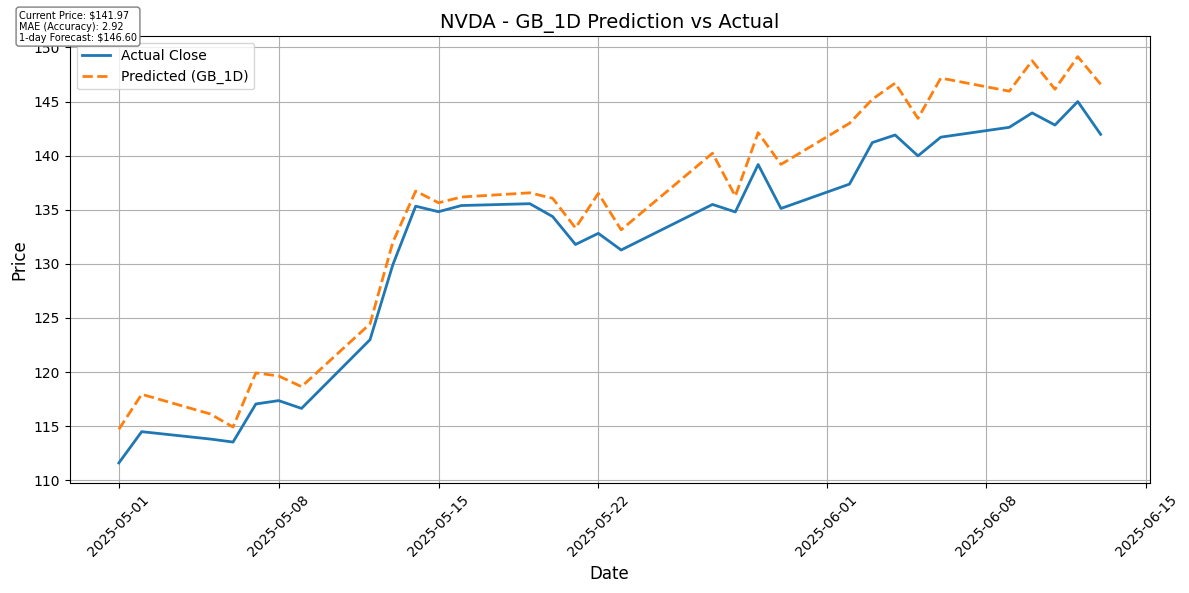 Current Price: $141.97
MAE (Accuracy): 2.92
1-day Forecast: $146.60
NVDA - GB_1D Prediction vs Actual
Actual Close
Predicted (GB_1D)
Price
150
145
140
135
130
125
120
115
110
2025-05-01
2025-05-08
2025-05-15
2025-05-22
2025-06-01
2025-06-08
2025-06-15
Date